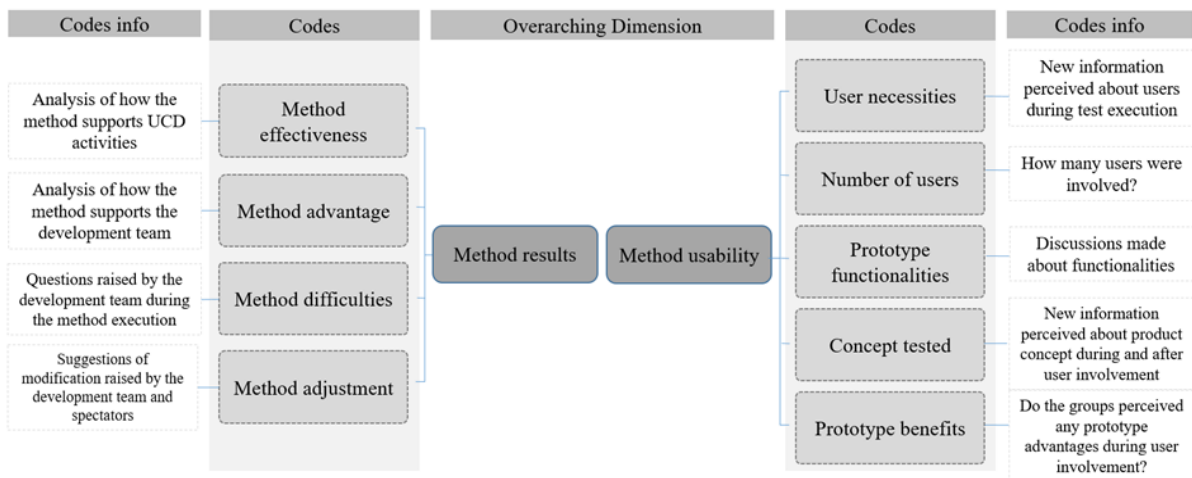 Codes info
Codes
Overarching Dimension
Codes
Codes info
Analysis of how the
method supports UCD
activities
Analysis of how the
method supports the
development team
Questions raised by the
development team during
the method execution
Suggestions of
modification raised by the
development team and
spectators
Method
effectiveness
Method advantage
Method difficulties
Method adjustment
Method results
Method usability
User necessities
Number of users
Prototype
functionalities
Concept tested
Prototype benefits
New information
perceived about users
during test execution
How many users were
involved?
Discussions made
about functionalities
New information
perceived about product
concept during and after
user involvement
Do the groups perceived
any prototype
advantages during user
involvement?